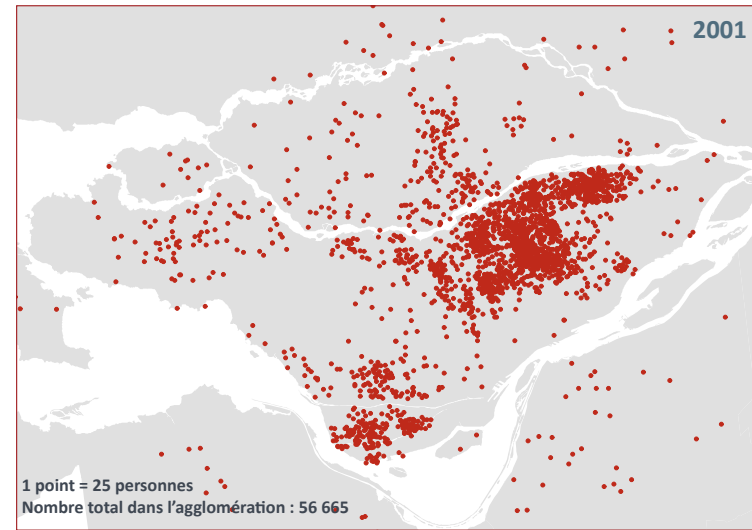 2001
1 point = 25 personnes
Nombre total dans l’agglomération : 56 665